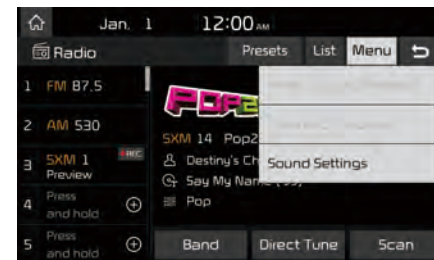 Jan. 1 12:00 AM
Radio Presets List Menu
1 FM 87.5
2 AM 530
3 SXM 1 REC
Preview
4 Press
and hold
5 Press
and hold
SXM 14 Pop2
Destiny's Ch
Say My Name
Pop
Sound Settings
Band Direct Tune Scan